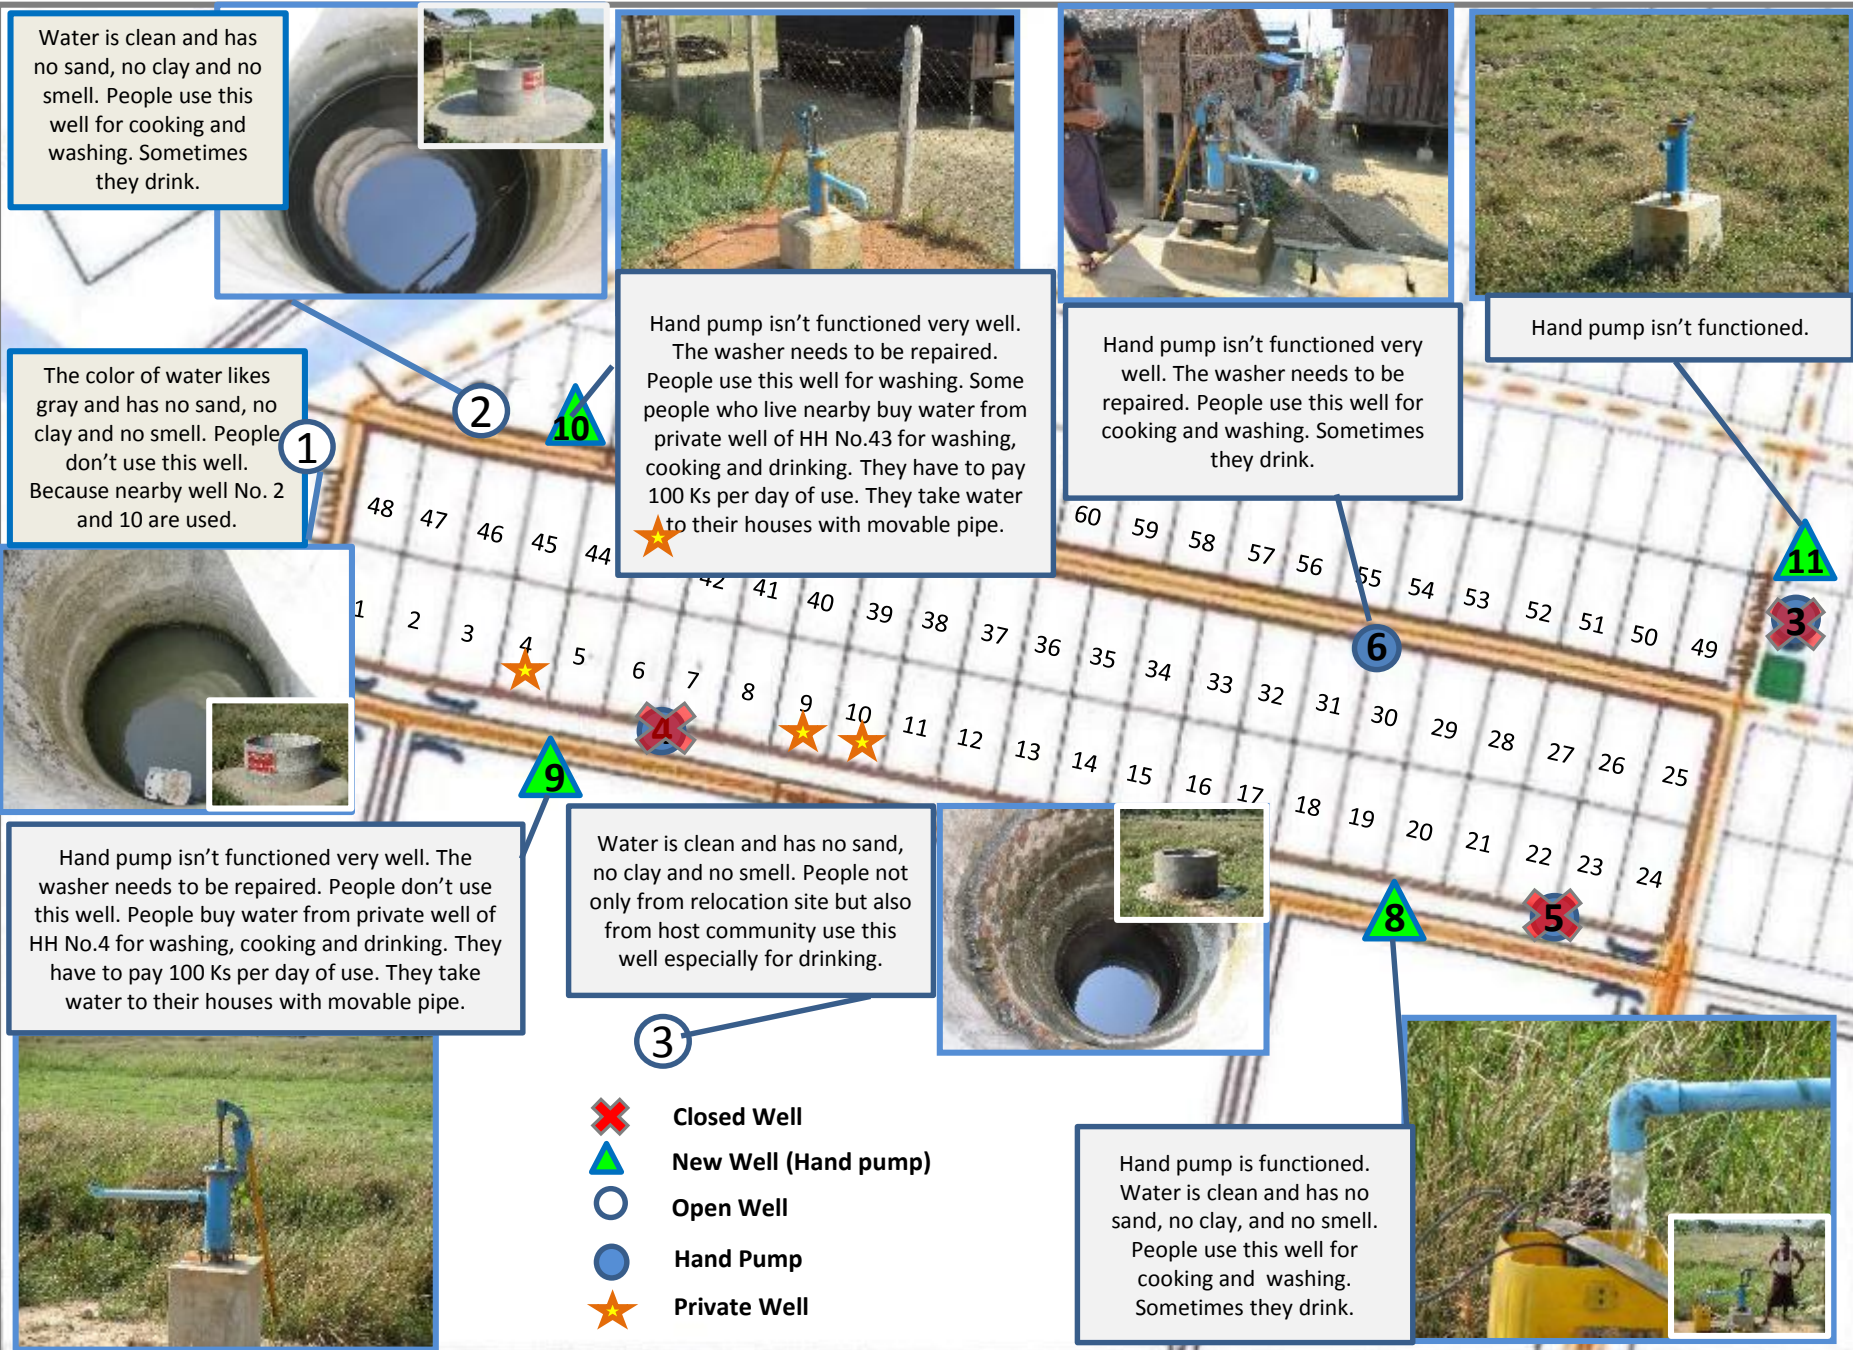 Water is clean and has
no sand, no clay and no
smell. People use this
well for cooking and
washing. Sometimes
they drink.
Hand pump isn't functioned very well.
The washer needs to be repaired.
People use this well for washing. Some
people who live nearby buy water from
private well of HH No.43 for washing,
cooking and drinking. They have to pay
100 Ks per day of use. They take water
to their houses with movable pipe.
Hand pump isn't functioned very
well. The washer needs to be
repaired. People use this well for
cooking and washing. Sometimes
they drink.
Hand pump isn't functioned.
The color of water likes
gray and has no sand, no
clay and no smell. People
don't use this well.
Because nearby well No. 2
and 10 are used.
1
2
10
11
3
6
48 47 46 45 44
42 41 40 39 38 37 36 35 34 33 32 31 30 29 28 27 26 25
60 59 58 57 56 55 54 53 52 51 50 49
1 2 3 4 5 6 7 8 9 10 11 12 13 14 15 16 17 18 19 20 21 22 23 24
4
9
8
5
Hand pump isn't functioned very well. The
washer needs to be repaired. People don't use
this well. People buy water from private well of
HH No.4 for washing, cooking and drinking. They
have to pay 100 Ks per day of use. They take
water to their houses with movable pipe.
Water is clean and has no sand,
no clay and no smell. People not
only from relocation site but also
from host community use this
well especially for drinking.
3
Closed Well
New Well (Hand pump)
Open Well
Hand Pump
Private Well
Hand pump is functioned.
Water is clean and has no
sand, no clay, and no smell.
People use this well for
cooking and washing.
Sometimes they drink.